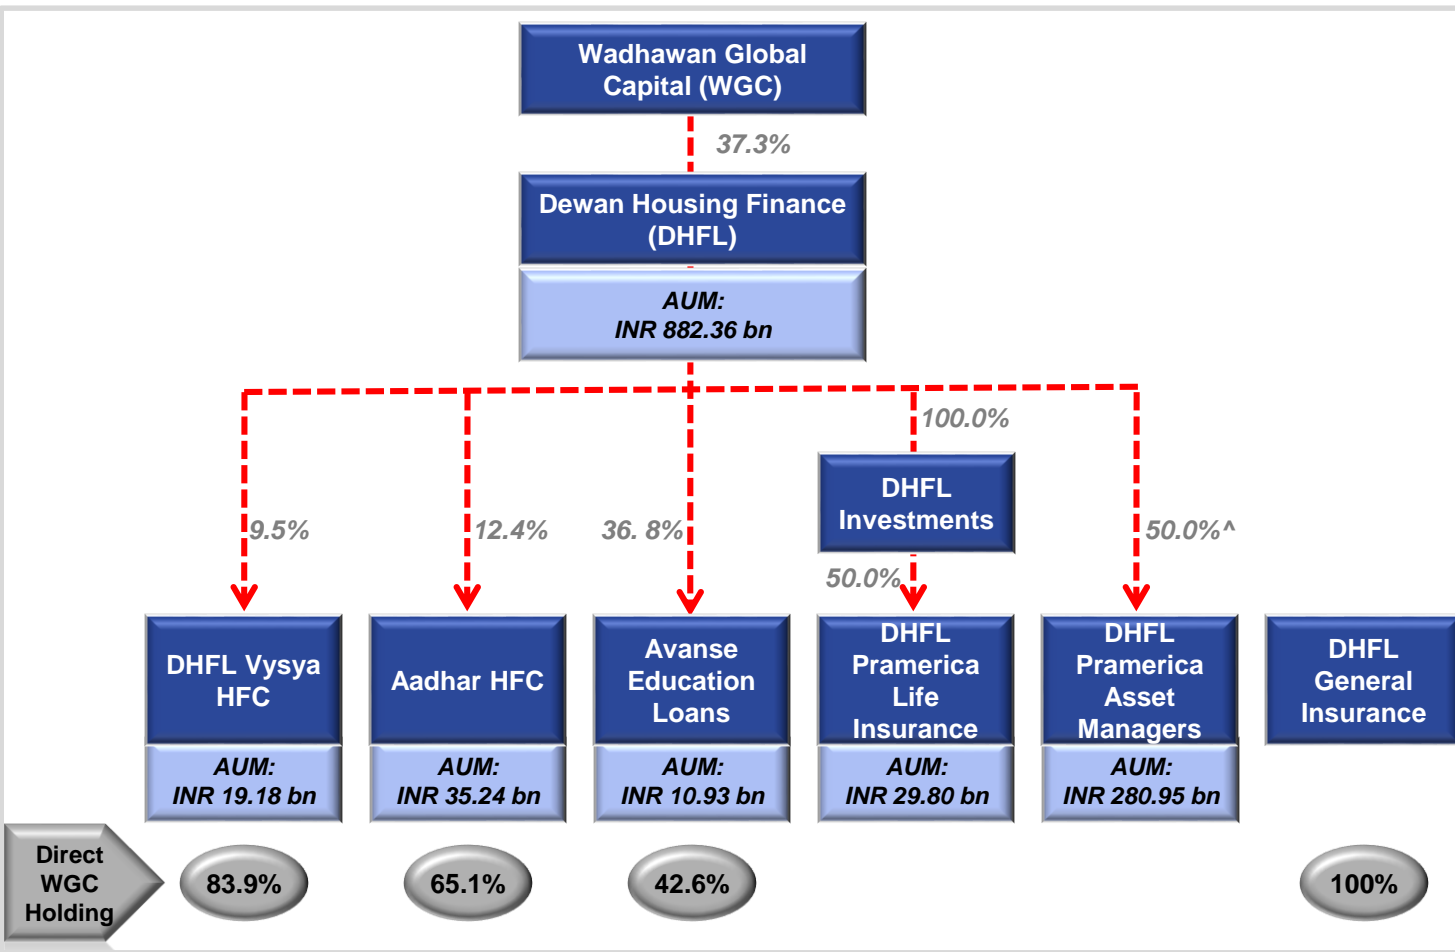 Wadhawan Global
Capital (WGC)
37.3%
Dewan Housing Finance
(DHFL)
AUM:
INR 882.36 bn
100.0%
DHFL
Investments
9.5%
12.4%
36. 8%
50.0%^
50.0%
DHFL Vysya
HFC
AUM:
INR 19.18 bn
Aadhar HFC
AUM:
INR 35.24 bn
Avanse
Education
Loans
AUM:
INR 10.93 bn
DHFL
Pramerica
Life
Insurance
AUM:
INR 29.80 bn
DHFL
Pramerica
Asset
Managers
AUM:
INR 280.95 bn
DHFL
General
Insurance
Direct
WGC
Holding
83.9%
65.1%
42.6%
100%